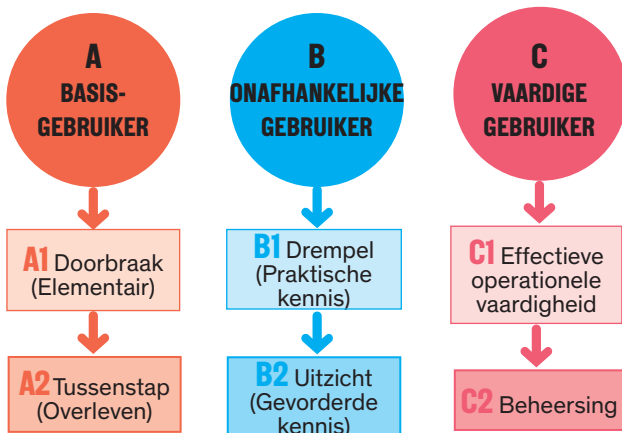 A
BASIS-
GEBRUIKER
A1 Doorbraak
(Elementair)
A2 Tussenstap
(Overleven)
B
ONAFHANKELIJKE
GEBRUIKER
B1 Drempel
(Praktische
kennis)
B2 Uitzicht
(Gevorderde
kennis)
C
VAARDIGE
GEBRUIKER
C1 Effectieve
operationele
vaardigheid
C2 Beheersing